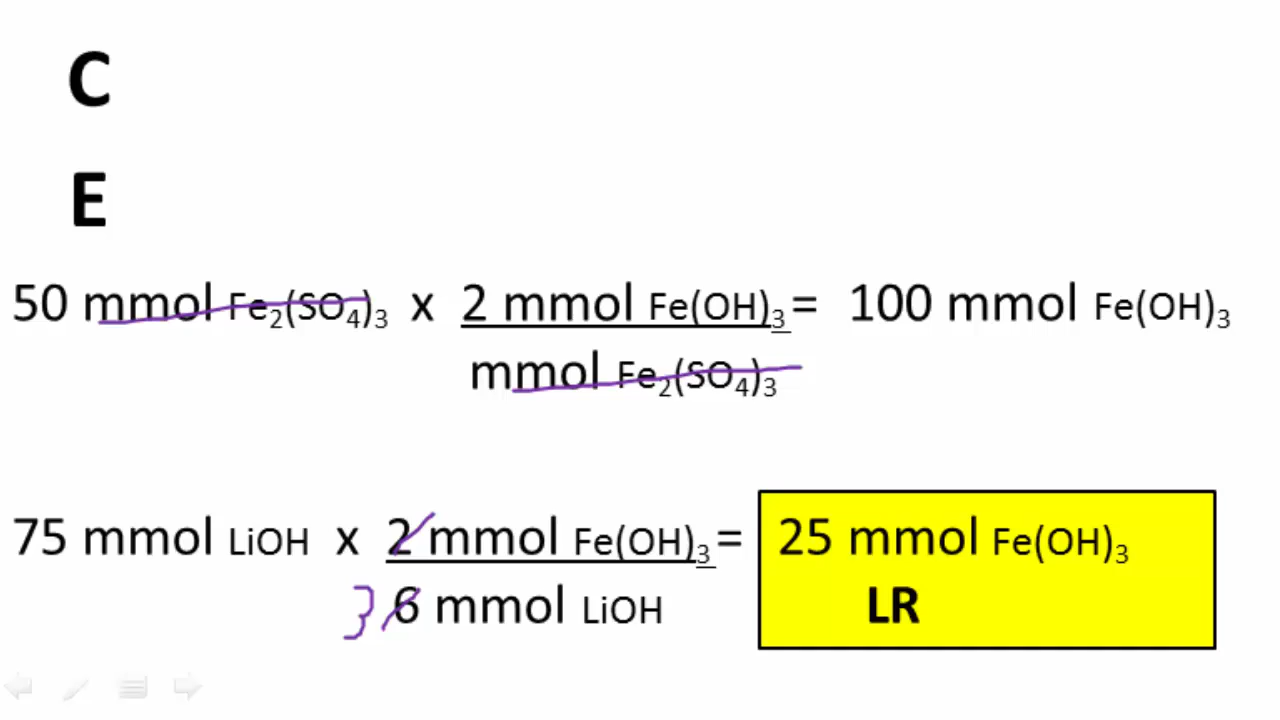 C
E
50 mmol Fe₂(SO₄)₃ x 2 mmol Fe(OH)₃ = 100 mmol Fe(OH)₃
mmol Fe₂(SO₄)₃
75 mmol LiOH x 2 mmol Fe(OH)₃ = 25 mmol Fe(OH)₃
3 6 mmol LiOH
LR